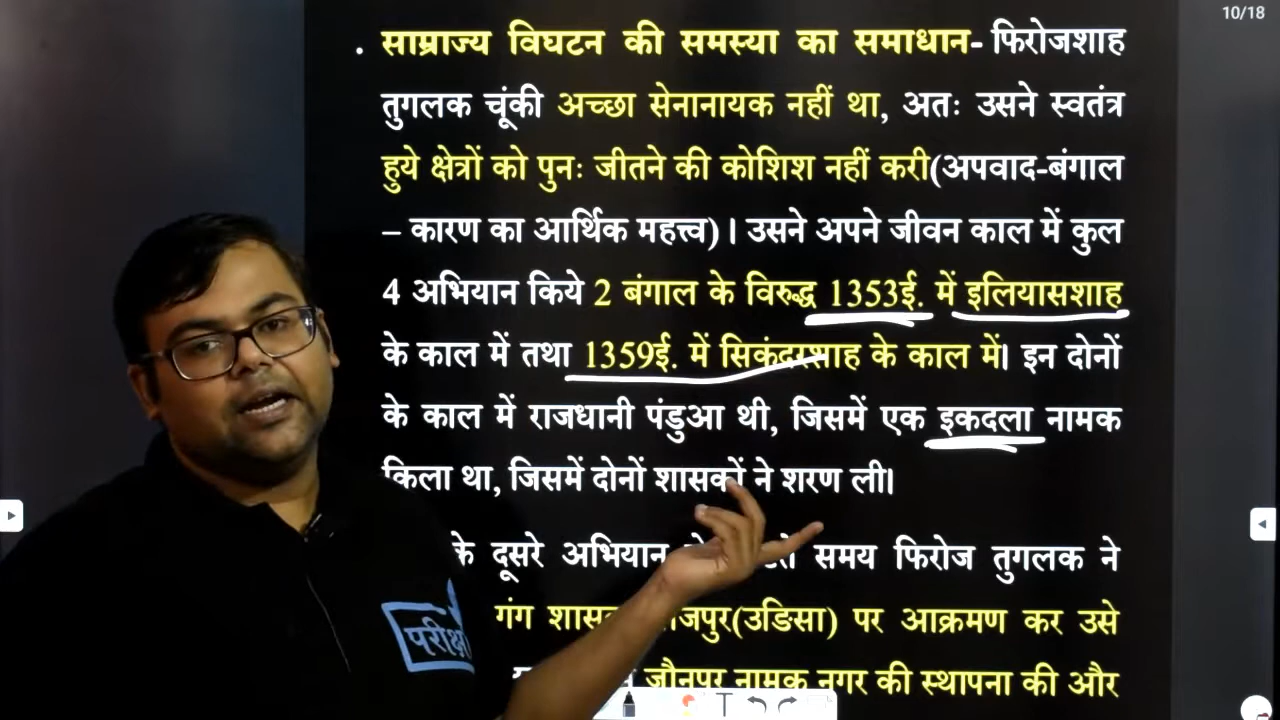 10/18
. साम्राज्य विघटन की समस्या का समाधान- फिरोजशाह
तुगलक चूंकी अच्छा सेनानायक नहीं था, अतः उसने स्वतंत्र
हुये क्षेत्रों को पुनः जीतने की कोशिश नहीं करी(अपवाद-बंगाल
– कारण का आर्थिक महत्त्व)। उसने अपने जीवन काल में कुल
4 अभियान किये 2 बंगाल के विरुद्ध 1353ई. में इलियासशाह
के काल में तथा 1359ई. में सिकंदरशाह के काल में। इन दोनों
के काल में राजधानी पंडुआ थी, जिसमें एक इकदला नामक
किला था, जिसमें दोनों शासकों ने शरण ली।
के दूसरे अभियान समय फिरोज तुगलक ने
गंग (उडिसा) पर आक्रमण कर उसे
जौनपुर नामक नगर की स्थापना की और
T